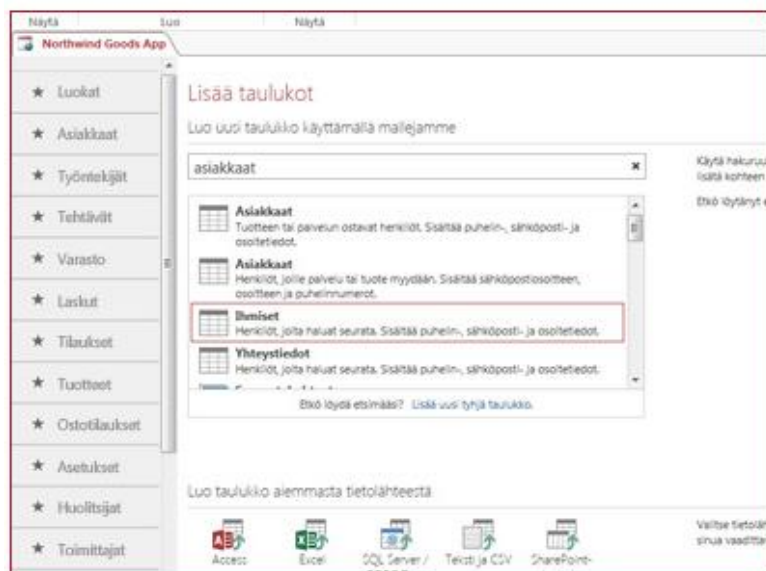 Näytä Luo Näytä
Northwind Goods App
Luokat
Asiakkaat
Työntekijät
Tehtävät
Varasto
Laskut
Tilaukset
Tuotteet
Ostotilaukset
Asetukset
Huolitsijat
Toimittajat
Lisää taulukot
Luo uusi taulukko käyttämällä mallejamme
asiakkaat
Asiakkaat
Tuotteen tai palvelun ostavat henkilöt. Sisältää puhelin-, sähköposti- ja
osoitetiedot.
Asiakkaat
Henkilöt, joille palvelu tai tuote myydään. Sisältää sähköpostiosoitteen,
osoitteen ja puhelinnumerot.
Ihmiset
Henkilöt, joita haluat seurata. Sisältää puhelin-, sähköposti- ja osoitetiedot.
Yhteystiedot
Henkilöt, joita haluat seurata. Sisältää puhelin-, sähköposti- ja osoitetiedot.
Etkö löydä etsimääsi? Lisää uusi tyhjä taulukko.
Käytä
lisätä kohteen
Etkö löytänyt
Luo taulukko aiemmasta tietolähteestä
Access
Excel
SQL Server /
Teksti ja CSV
SharePoint-
Valitse
sinua